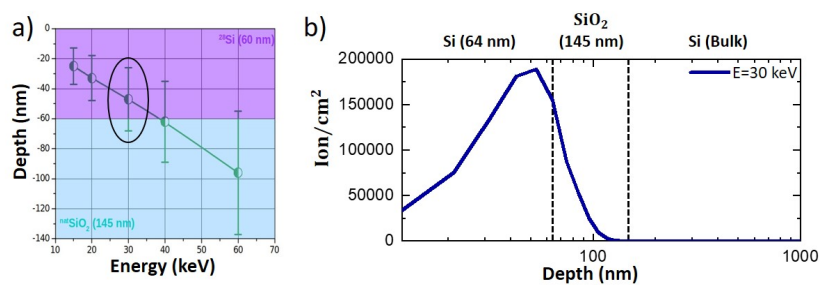 a)
0
-20
-40
-60
-80
-100
-120
-140
Depth (nm)
²⁸Si (60 nm)
ⁿᵃᵗSiO₂ (145 nm)
10 20 30 40 50 60 70
Energy (keV)
b)
SiO₂
Si (64 nm) (145 nm) Si (Bulk)
200000
150000
100000
50000
0
Ion/cm²
E=30 keV
100 1000
Depth (nm)